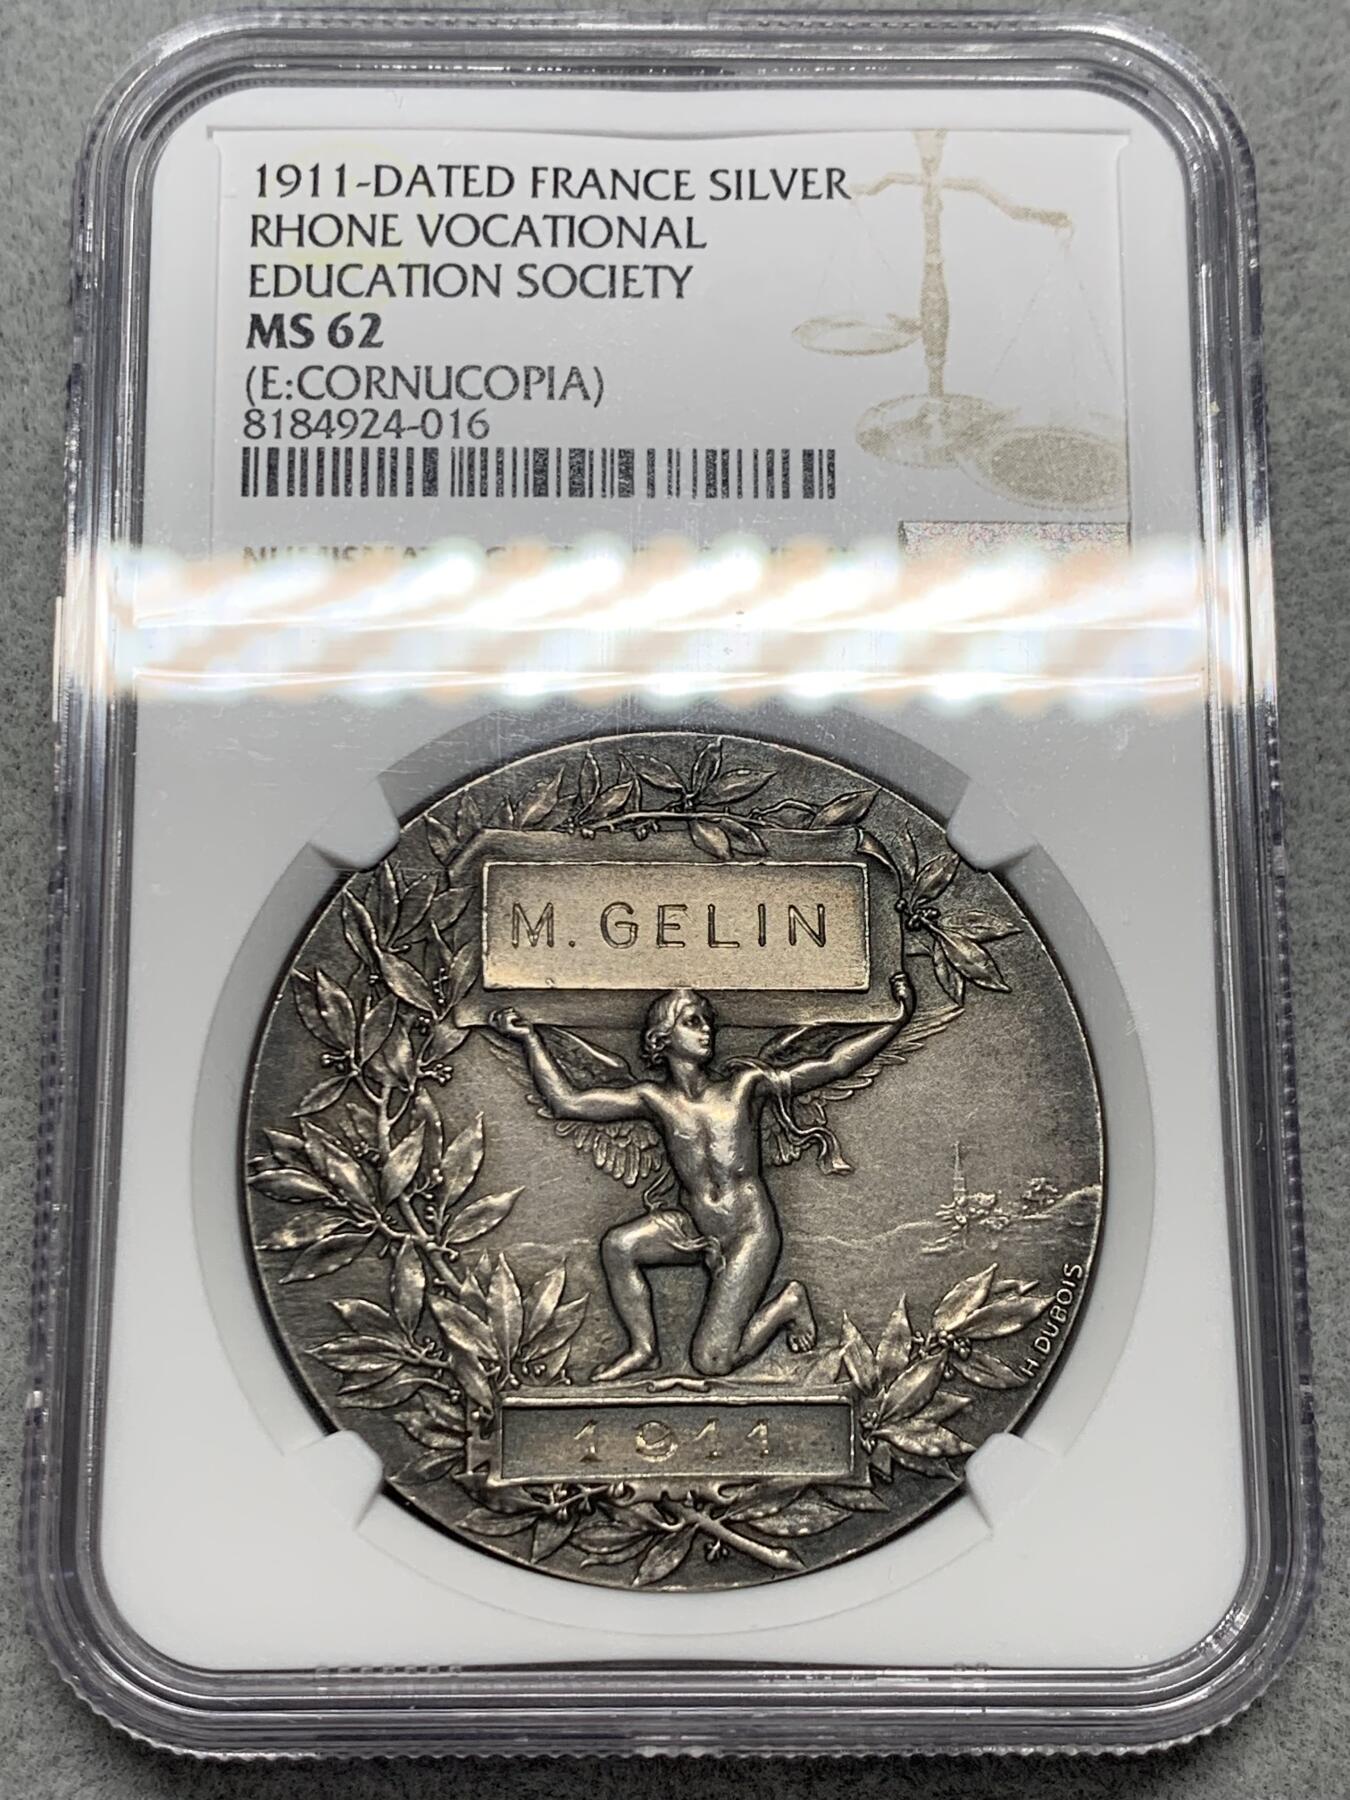 1911-DATED FRANCE SILVER
RHONE VOCATIONAL
EDUCATION SOCIETY
MS 62
(E:CORNUCOPIA)
8184924-016
M. GELIN
H. DUBOIS
1911